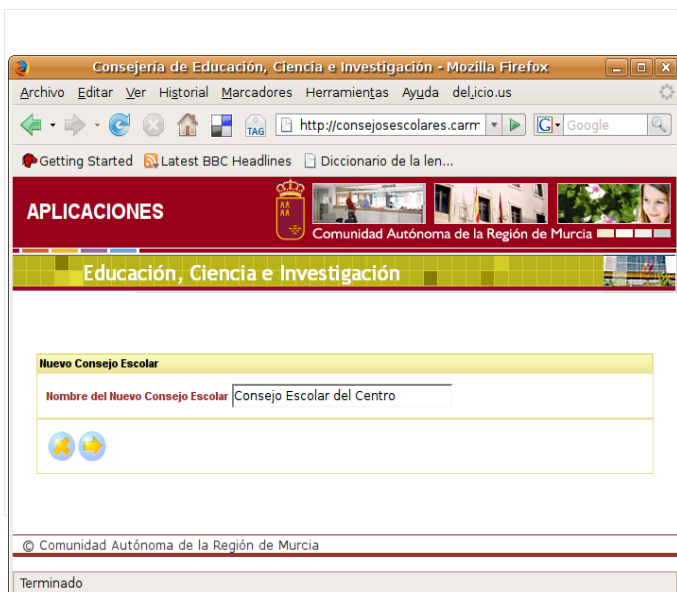 Consejería de Educación, Ciencia e Investigación - Mozilla Firefox
Archivo Editar Ver Historial Marcadores Herramientas Ayuda del.icio.us
TAG http://consejosescolares.carm G Google
Getting Started Latest BBC Headlines Diccionario de la len...
APLICACIONES
Comunidad Autónoma de la Región de Murcia
Educación, Ciencia e Investigación
Nuevo Consejo Escolar
Nombre del Nuevo Consejo Escolar Consejo Escolar del Centro
© Comunidad Autónoma de la Región de Murcia
Terminado